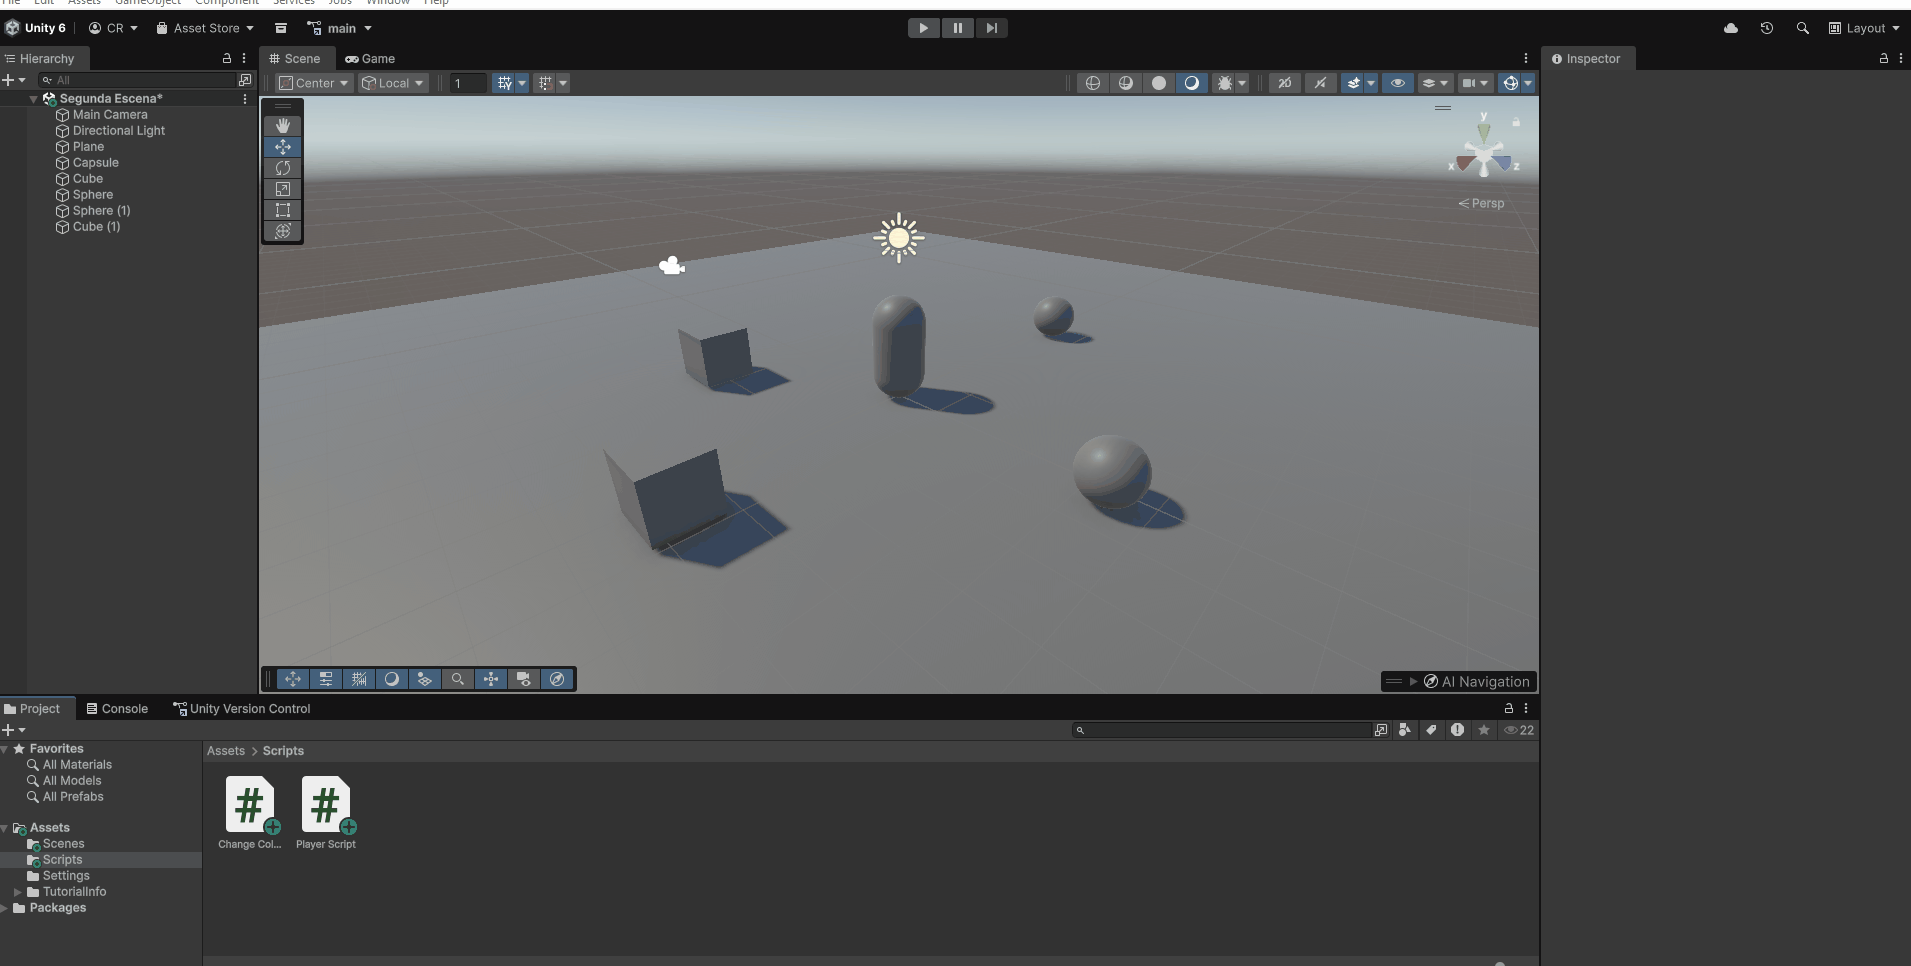 File Edit Assets GameObject Component Services Jobs Window Help
Unity 6 CR Asset Store main Layout
Hierarchy
Scene Game
Inspector
All
Center Local 1 2D
Segunda Escena*
Main Camera
Directional Light
Plane
Capsule
Cube
Sphere
Sphere (1)
Cube (1)
y
x z
< Persp
AI Navigation
Project Console Unity Version Control
22
Favorites
All Materials
All Models
All Prefabs
Assets
Scenes
Scripts
Settings
TutorialInfo
Packages
Assets > Scripts
# #
Change Col... Player Script